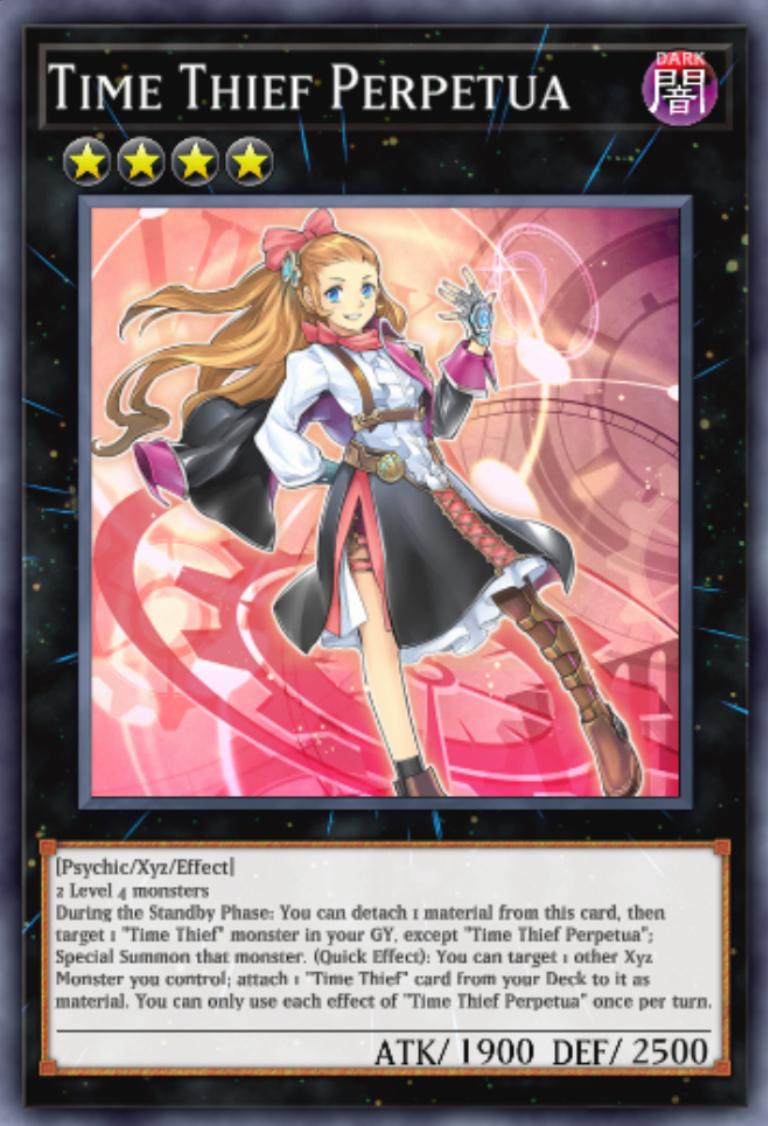 TIME THIEF PERPETUA
DARK
闇
[Psychic/Xyz/Effect]
2 Level 4 monsters
During the Standby Phase: You can detach 1 material from this card, then
target 1 "Time Thief" monster in your GY, except "Time Thief Perpetua";
Special Summon that monster. (Quick Effect): You can target 1 other Xyz
Monster you control; attach 1 "Time Thief" card from your Deck to it as
material. You can only use each effect of "Time Thief Perpetua" once per turn.
ATK/ 1900 DEF/ 2500